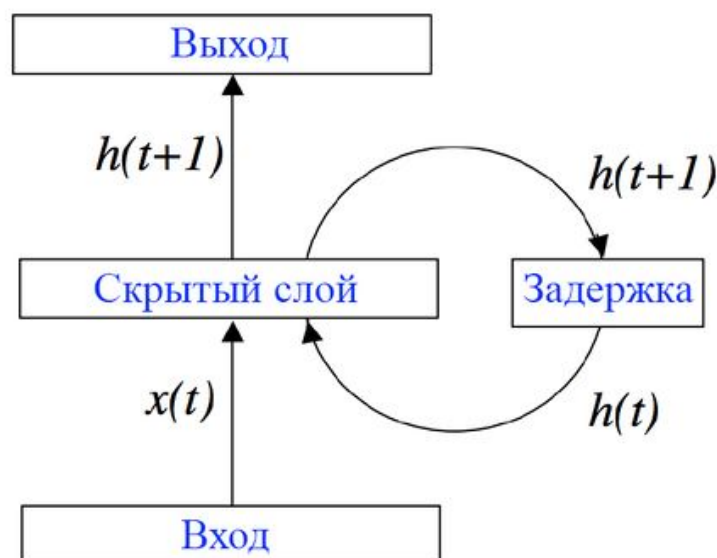 Выход
h(t+1)
h(t+1)
Скрытый слой
Задержка
x(t)
h(t)
Вход